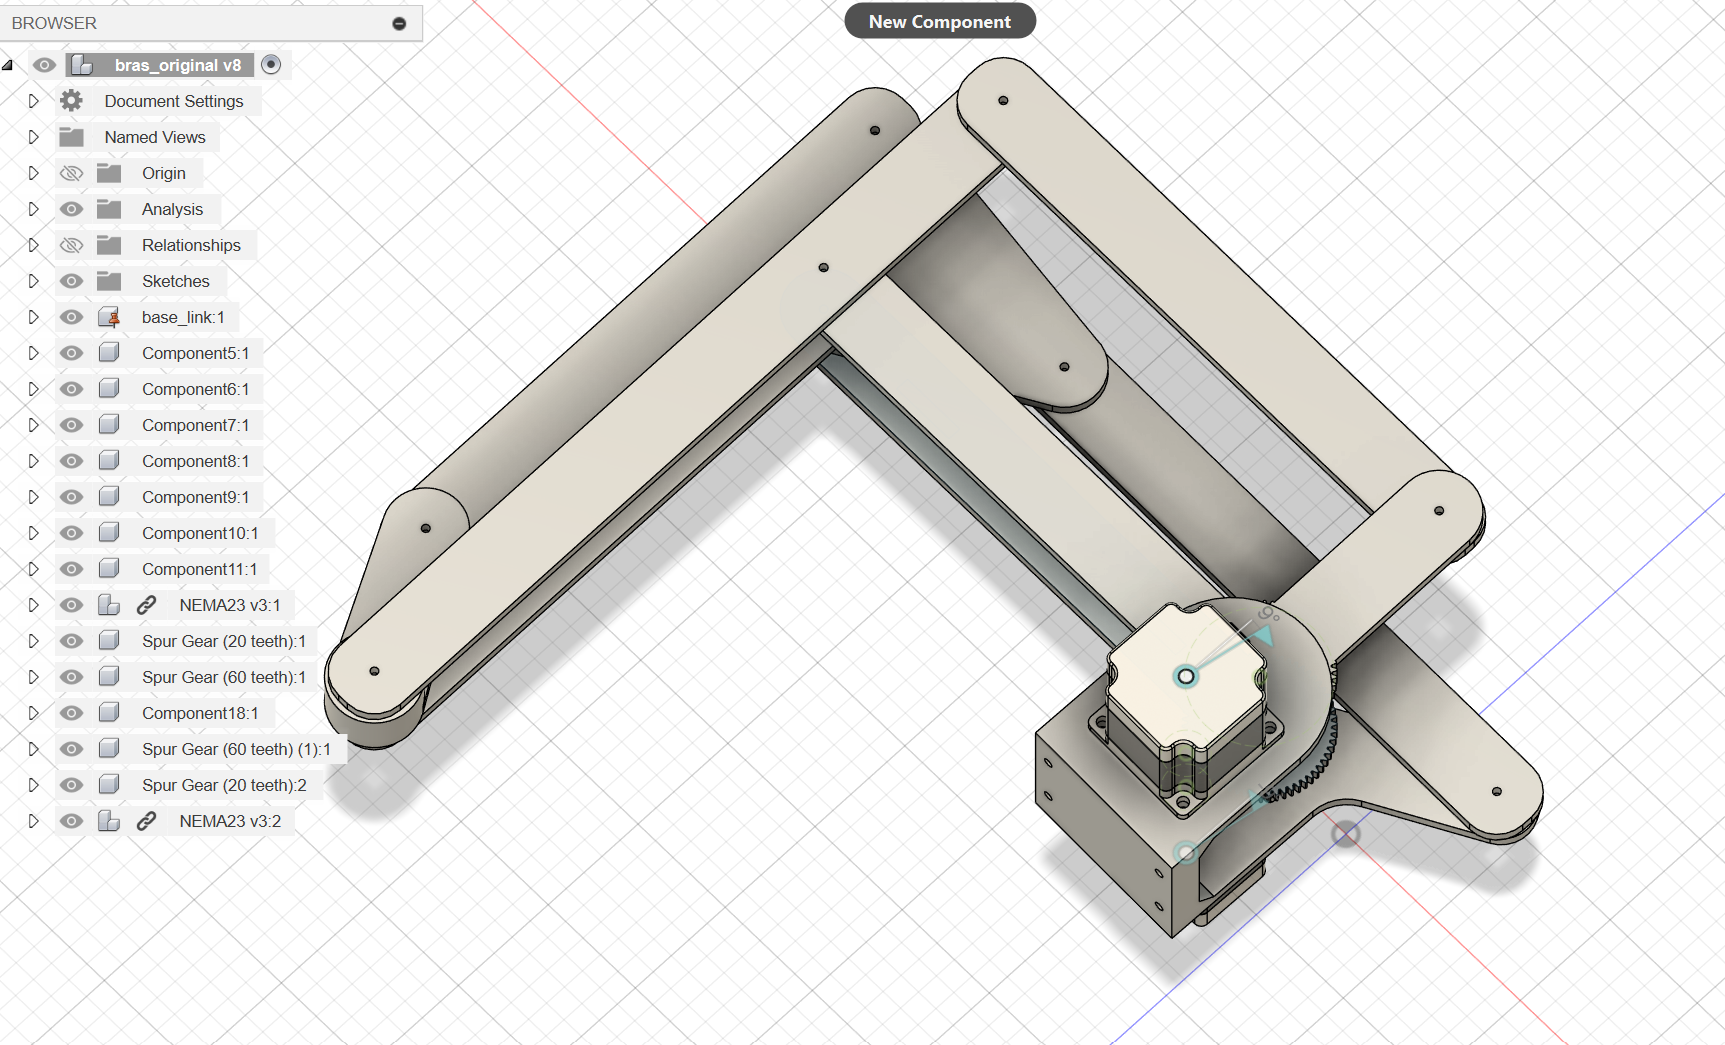 BROWSER
New Component
bras_original v8
Document Settings
Named Views
Origin
Analysis
Relationships
Sketches
base_link:1
Component5:1
Component6:1
Component7:1
Component8:1
Component9:1
Component10:1
Component11:1
NEMA23 v3:1
Spur Gear (20 teeth):1
Spur Gear (60 teeth):1
Component18:1
Spur Gear (60 teeth) (1):1
Spur Gear (20 teeth):2
NEMA23 v3:2